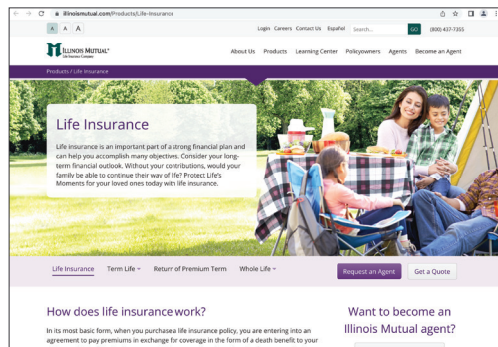 illinoismutual.com/Products/Life-Insurance
A A A Login Careers Contact Us Español Search... GO (800) 437-7355
ILLINOIS MUTUAL®
Life Insurance Company
About Us Products Learning Center Policyowners Agents Become an Agent
Products / Life Insurance
Life Insurance
Life insurance is an important part of a strong financial plan and
can help you accomplish many objectives. Consider your long-
term financial outlook. Without your contributions, would your
family be able to continue their way of life? Protect Life's
Moments for your loved ones today with life insurance.
Life Insurance Term Life Return of Premium Term Whole Life Request an Agent Get a Quote
How does life insurance work?
In its most basic form, when you purchase a life insurance policy, you are entering into an
agreement to pay premiums in exchange for coverage in the form of a death benefit to your
Want to become an
Illinois Mutual agent?